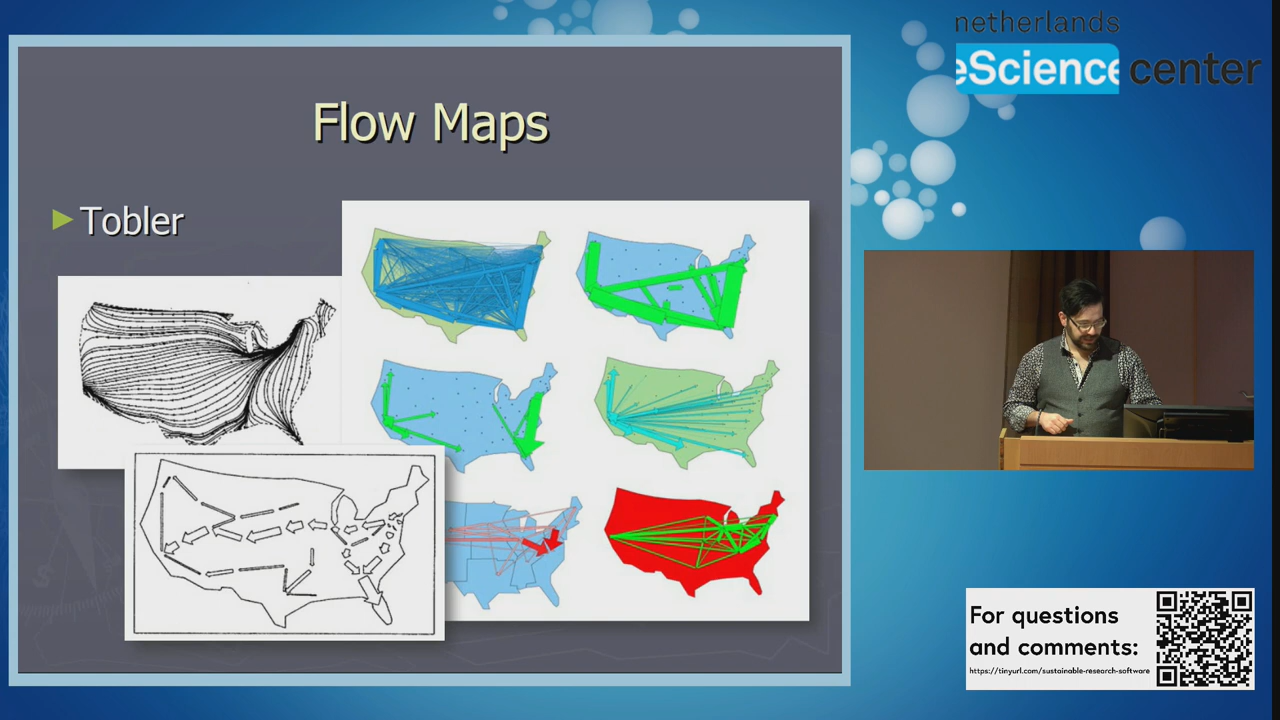 Flow Maps
Tobler
netherlands
eScience center
For questions
and comments:
https://tinyurl.com/sustainable-research-software